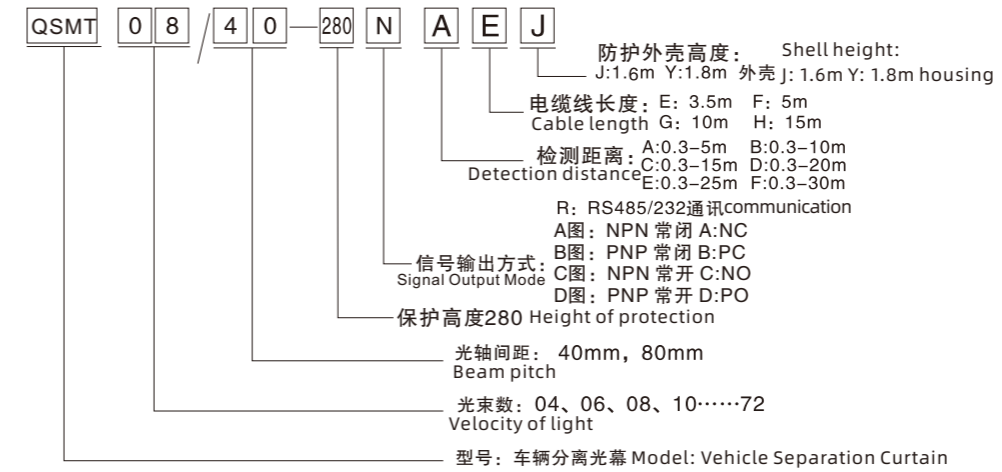 QSMT 08/40—280 N A E J
防护外壳高度： Shell height:
J:1.6m Y:1.8m 外壳 J: 1.6m Y: 1.8m housing
电缆线长度： E：3.5m F：5m
Cable length G：10m H：15m
A:0.3–5m B:0.3–10m
检测距离：
C:0.3–15m D:0.3–20m
Detection distance
E:0.3–25m F:0.3–30m
R：RS485/232通讯communication
A图：NPN 常闭 A:NC
B图：PNP 常闭 B:PC
信号输出方式：
C图：NPN 常开 C:NO
Signal Output Mode
D图：PNP 常开 D:PO
保护高度280 Height of protection
光轴间距： 40mm，80mm
Beam pitch
光束数：04、06、08、10……72
Velocity of light
型号：车辆分离光幕 Model: Vehicle Separation Curtain